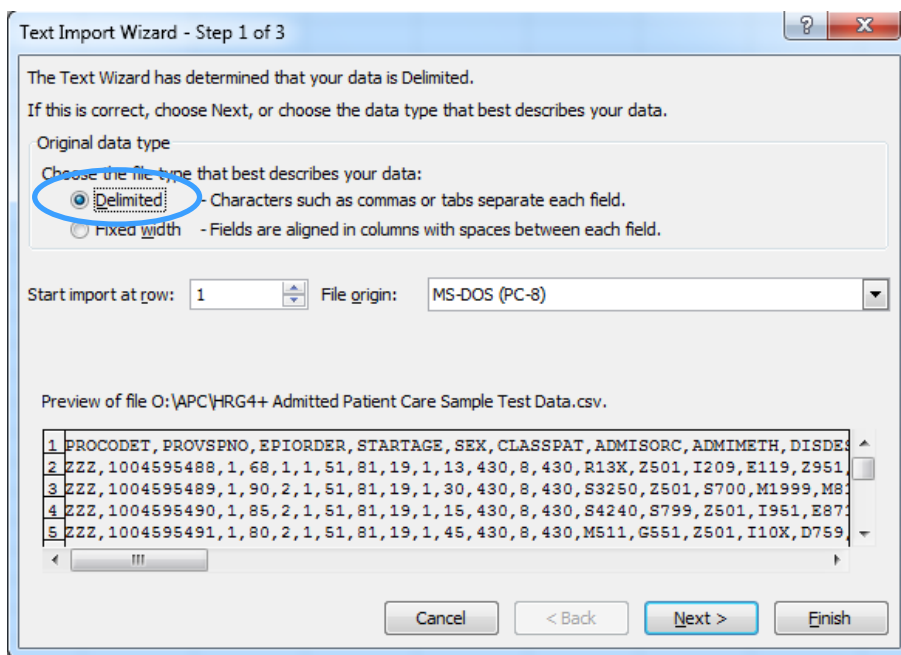 Text Import Wizard - Step 1 of 3
The Text Wizard has determined that your data is Delimited.
If this is correct, choose Next, or choose the data type that best describes your data.
Original data type
Choose the file type that best describes your data:
Delimited - Characters such as commas or tabs separate each field.
Fixed width - Fields are aligned in columns with spaces between each field.
Start import at row: 1 File origin: MS-DOS (PC-8)
Preview of file O:\APC\HRG4+ Admitted Patient Care Sample Test Data.csv.
1 PROCODET,PROVSPNO,EPIORDER,STARTAGE,SEX,CLASSPAT,ADMISORC,ADMIMETH,DISDES
2 ZZZ,1004595488,1,68,1,1,51,81,19,1,13,430,8,430,R13X,Z501,I209,E119,Z951,
3 ZZZ,1004595489,1,90,2,1,51,81,19,1,30,430,8,430,S3250,Z501,S700,M1999,M81
4 ZZZ,1004595490,1,85,2,1,51,81,19,1,15,430,8,430,S4240,S799,Z501,I951,E871
5 ZZZ,1004595491,1,80,2,1,51,81,19,1,45,430,8,430,M511,G551,Z501,I10X,D759,
Cancel < Back Next > Finish